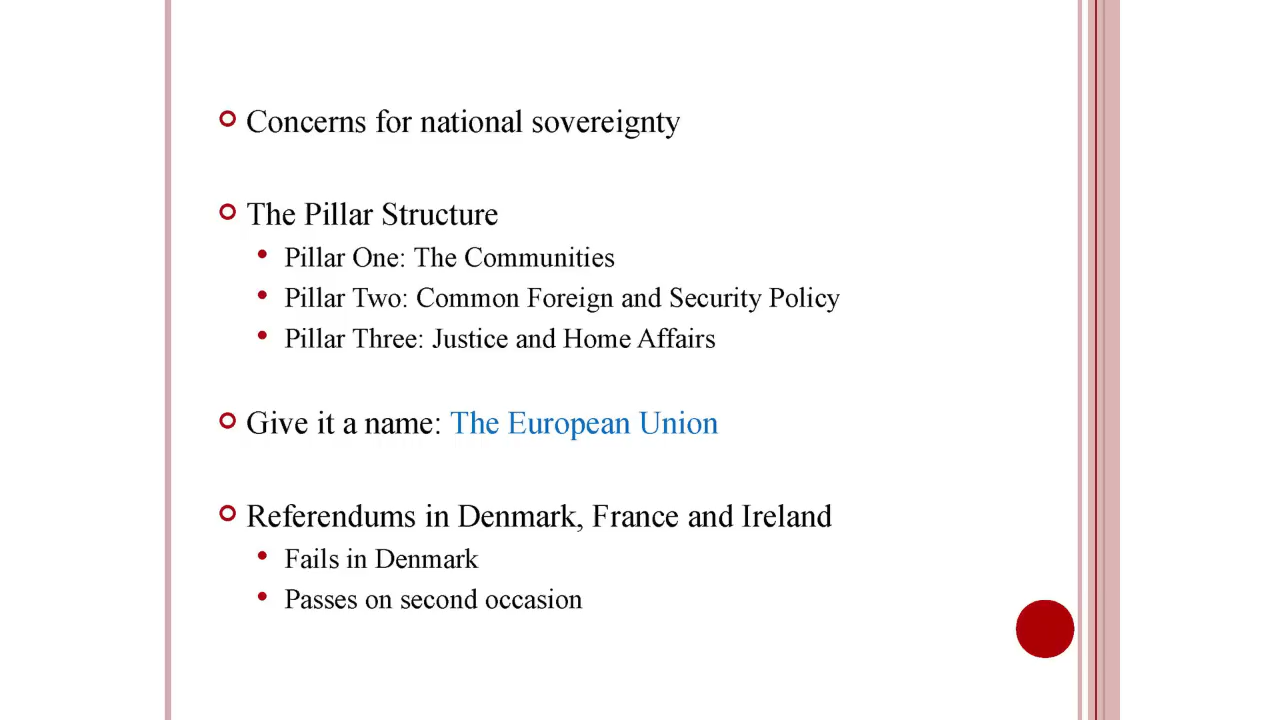 Concerns for national sovereignty
The Pillar Structure
Pillar One: The Communities
Pillar Two: Common Foreign and Security Policy
Pillar Three: Justice and Home Affairs
Give it a name: The European Union
Referendums in Denmark, France and Ireland
Fails in Denmark
Passes on second occasion